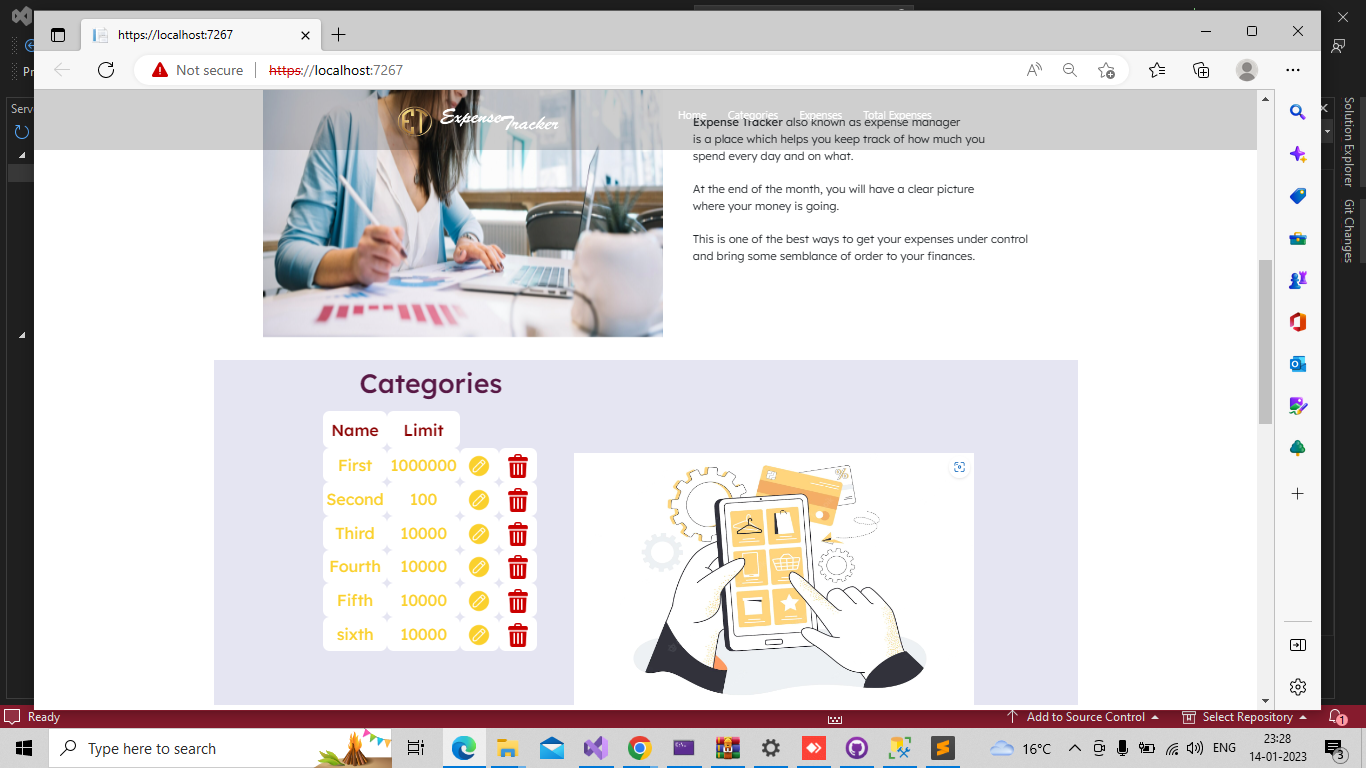 https://localhost:7267
Not secure
https://localhost:7267
Pr
Serv
Solution Explorer
Git Changes
ET Expense Tracker
Home Categories Expenses Total Expenses
Expense Tracker also known as expense manager
is a place which helps you keep track of how much you
spend every day and on what.
At the end of the month, you will have a clear picture
where your money is going.
This is one of the best ways to get your expenses under control
and bring some semblance of order to your finances.
Categories
Name Limit
First 1000000
Second 100
Third 10000
Fourth 10000
Fifth 10000
sixth 10000
%
Ready
Add to Source Control
Select Repository
1
Type here to search
16°C
ENG
23:28
14-01-2023
3